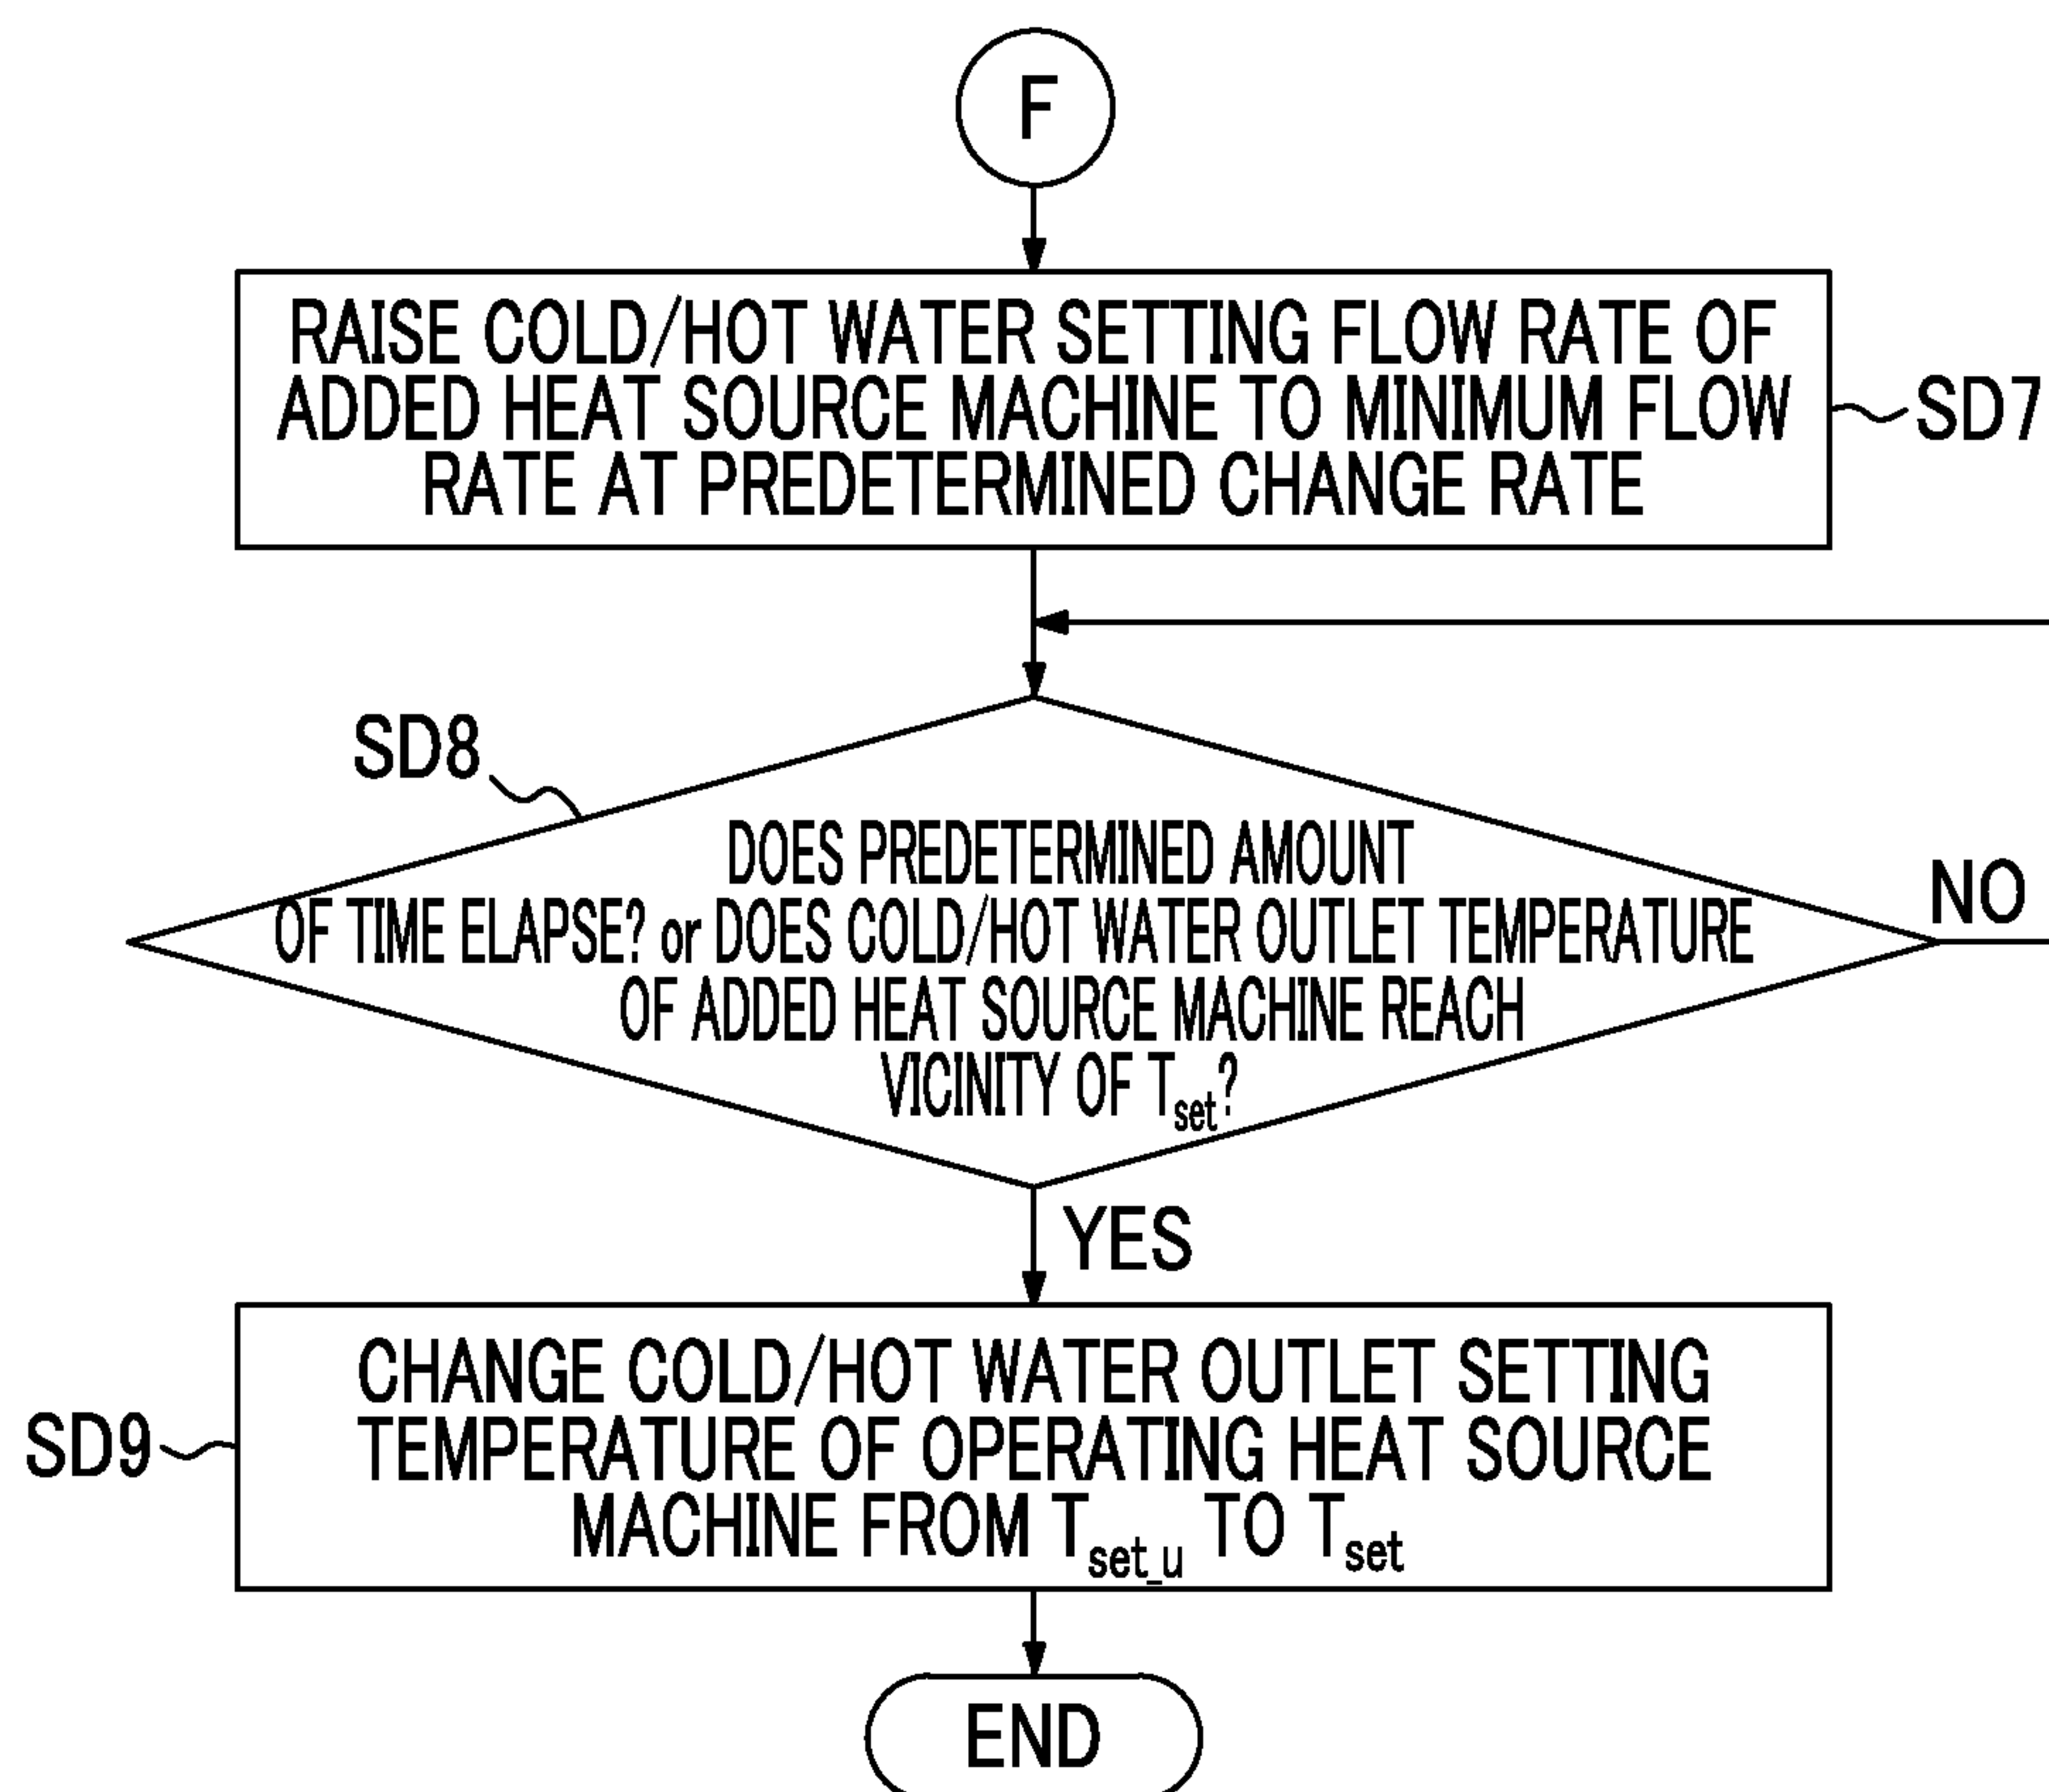 F
RAISE COLD/HOT WATER SETTING FLOW RATE OF
ADDED HEAT SOURCE MACHINE TO MINIMUM FLOW
RATE AT PREDETERMINED CHANGE RATE
SD7
SD8
DOES PREDETERMINED AMOUNT
OF TIME ELAPSE? or DOES COLD/HOT WATER OUTLET TEMPERATURE
OF ADDED HEAT SOURCE MACHINE REACH
VICINITY OF Tset?
NO
YES
CHANGE COLD/HOT WATER OUTLET SETTING
TEMPERATURE OF OPERATING HEAT SOURCE
MACHINE FROM Tset_u TO Tset
SD9
END